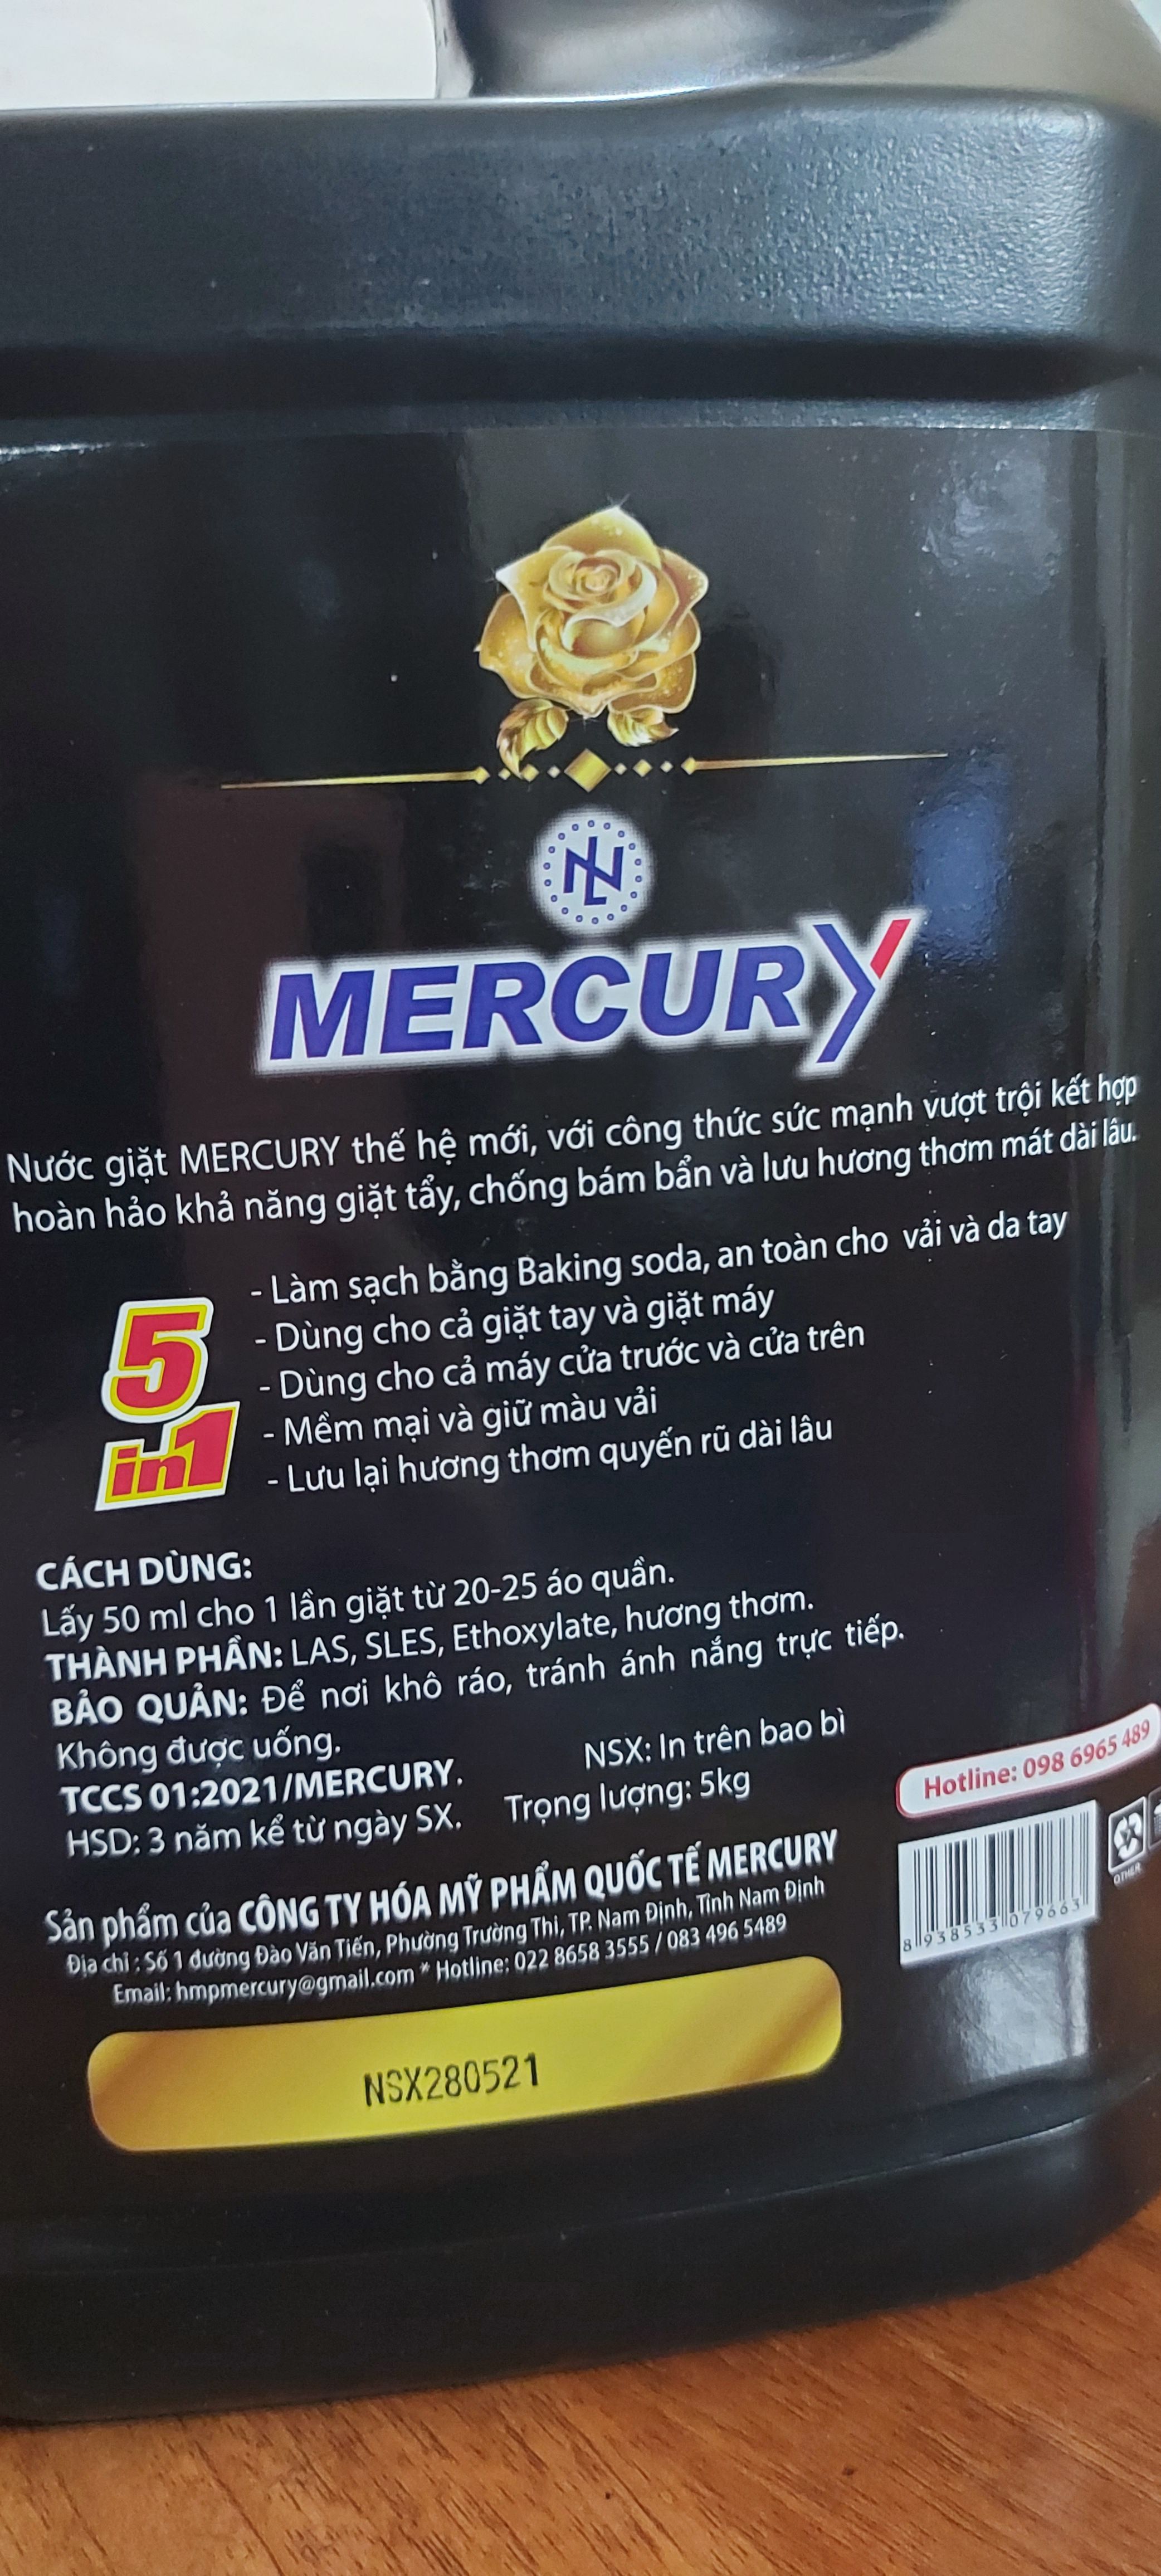 NL
MERCURY
Nước giặt MERCURY thế hệ mới, với công thức sức mạnh vượt trội kết hợp
hoàn hảo khả năng giặt tẩy, chống bám bẩn và lưu hương thơm mát dài lâu.
5
in1
- Làm sạch bằng Baking soda, an toàn cho vải và da tay
- Dùng cho cả giặt tay và giặt máy
- Dùng cho cả máy cửa trước và cửa trên
- Mềm mại và giữ màu vải
- Lưu lại hương thơm quyến rũ dài lâu
CÁCH DÙNG:
Lấy 50 ml cho 1 lần giặt từ 20-25 áo quần.
THÀNH PHẦN: LAS, SLES, Ethoxylate, hương thơm.
BẢO QUẢN: Để nơi khô ráo, tránh ánh nắng trực tiếp.
Không được uống.
TCCS 01:2021/MERCURY. NSX: In trên bao bì
HSD: 3 năm kể từ ngày SX. Trọng lượng: 5kg
Hotline: 098 6965 489
Sản phẩm của CÔNG TY HÓA MỸ PHẨM QUỐC TẾ MERCURY
Địa chỉ : Số 1 đường Đào Văn Tiến, Phường Trường Thi, TP. Nam Định, Tỉnh Nam Định
Email: hmpmercury@gmail.com * Hotline: 022 8658 3555 / 083 496 5489
8 938533 079663
OTHER
NSX280521